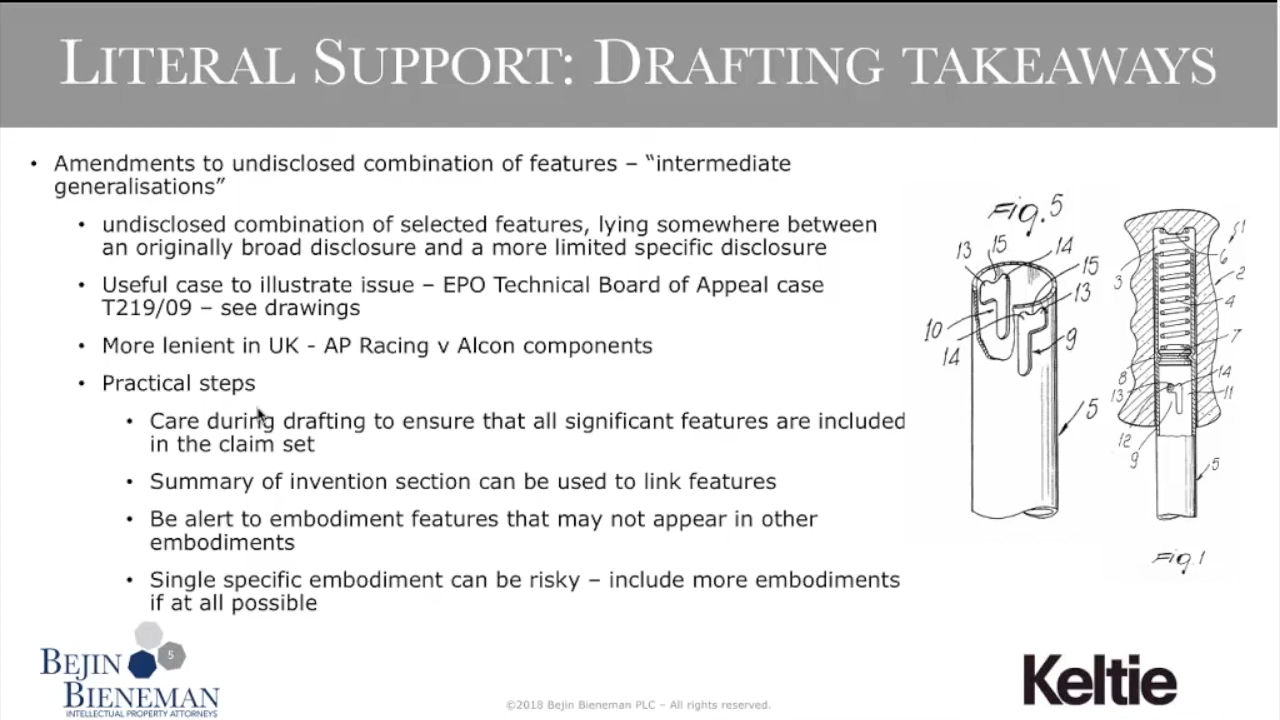 LITERAL SUPPORT: DRAFTING TAKEAWAYS
• Amendments to undisclosed combination of features – “intermediate
generalisations”
• undisclosed combination of selected features, lying somewhere between
an originally broad disclosure and a more limited specific disclosure
• Useful case to illustrate issue – EPO Technical Board of Appeal case
T219/09 – see drawings
• More lenient in UK - AP Racing v Alcon components
• Practical steps
• Care during drafting to ensure that all significant features are included
in the claim set
• Summary of invention section can be used to link features
• Be alert to embodiment features that may not appear in other
embodiments
• Single specific embodiment can be risky – include more embodiments
if at all possible
Fig.5
13 15 14
15
13
10
14
9
5
1
6
3
2
4
7
8
14
13
11
12
9
5
Fig.1
5
BEJIN
BIENEMAN
INTELLECTUAL PROPERTY ATTORNEYS
©2018 Bejin Bieneman PLC – All rights reserved.
Keltie